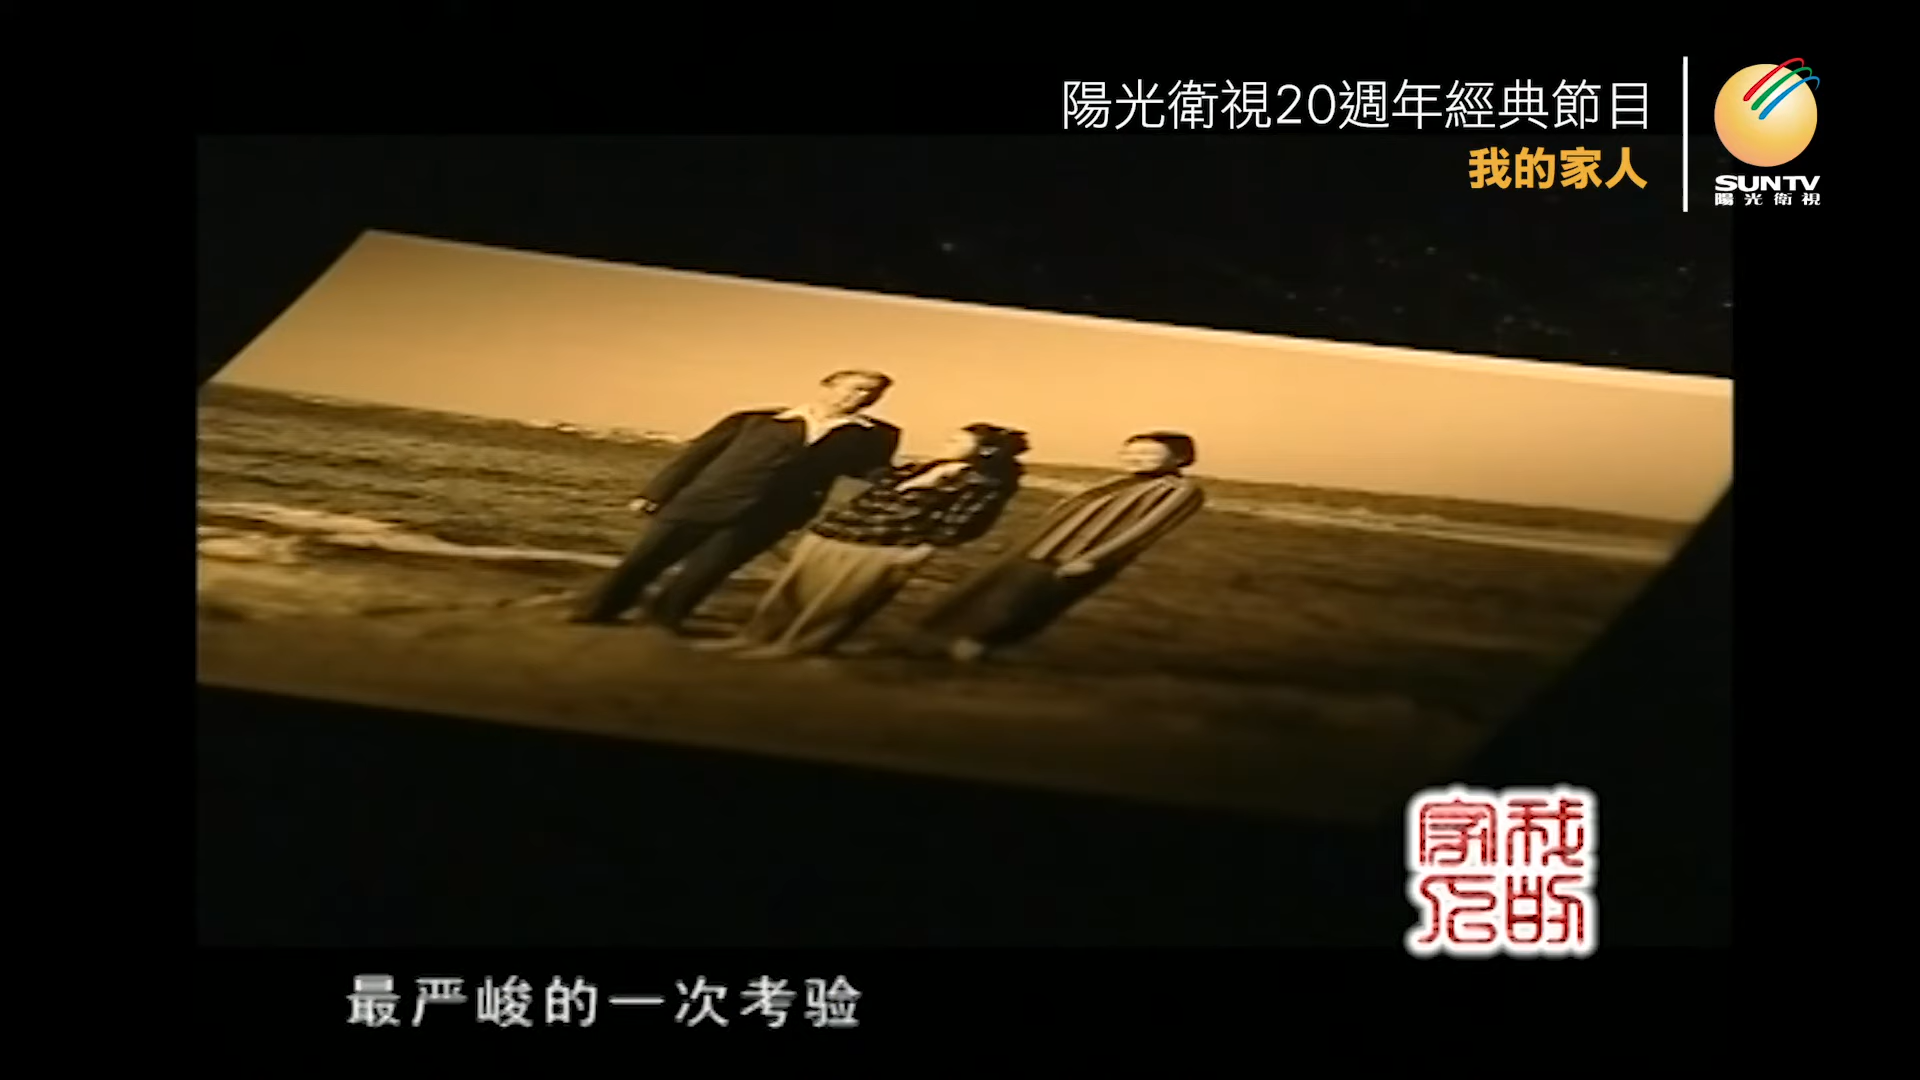 陽光衛視20週年經典節目
我的家人
SUNTV
陽光衛視
我的
家人
最严峻的一次考验